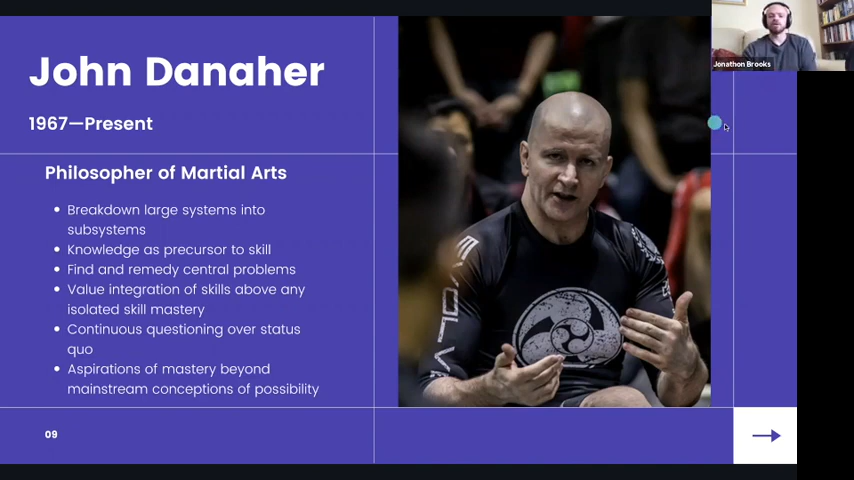 John Danaher
1967—Present
Philosopher of Martial Arts
• Breakdown large systems into
subsystems
• Knowledge as precursor to skill
• Find and remedy central problems
• Value integration of skills above any
isolated skill mastery
• Continuous questioning over status
quo
• Aspirations of mastery beyond
mainstream conceptions of possibility
09
Jonathon Brooks